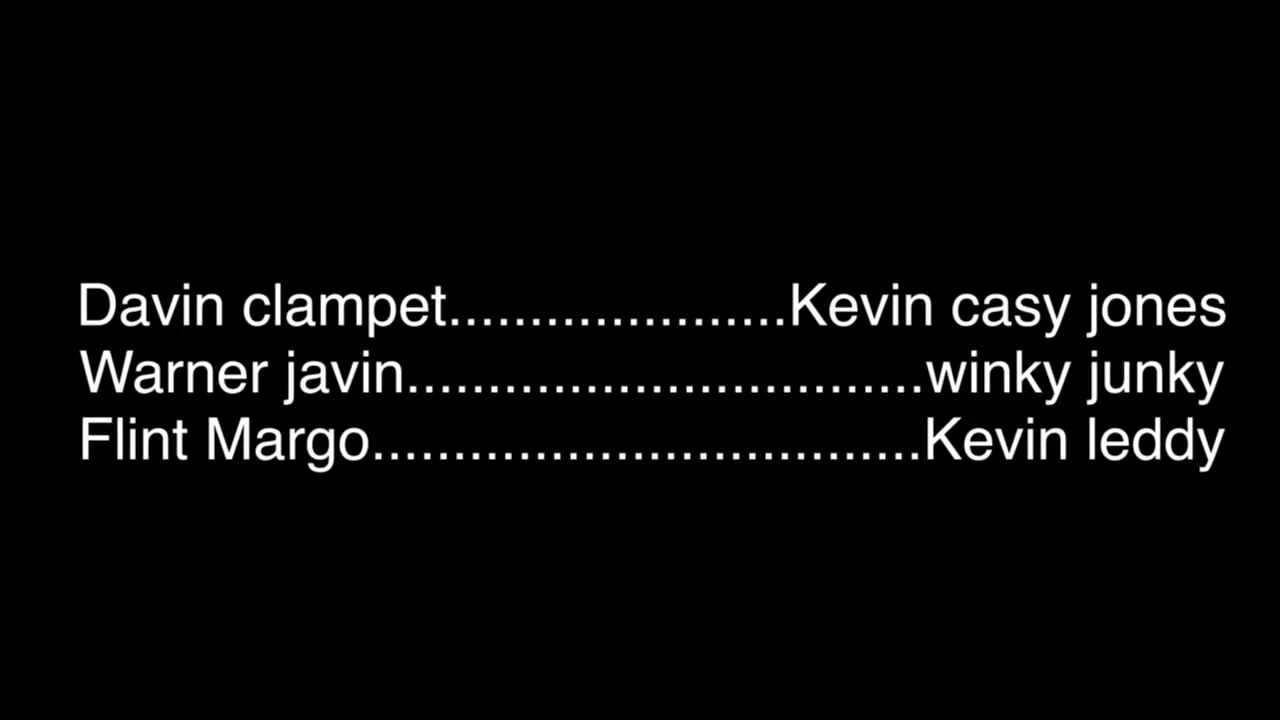 Davin clampet.....................Kevin casy jones
Warner javin................................winky junky
Flint Margo..................................Kevin leddy